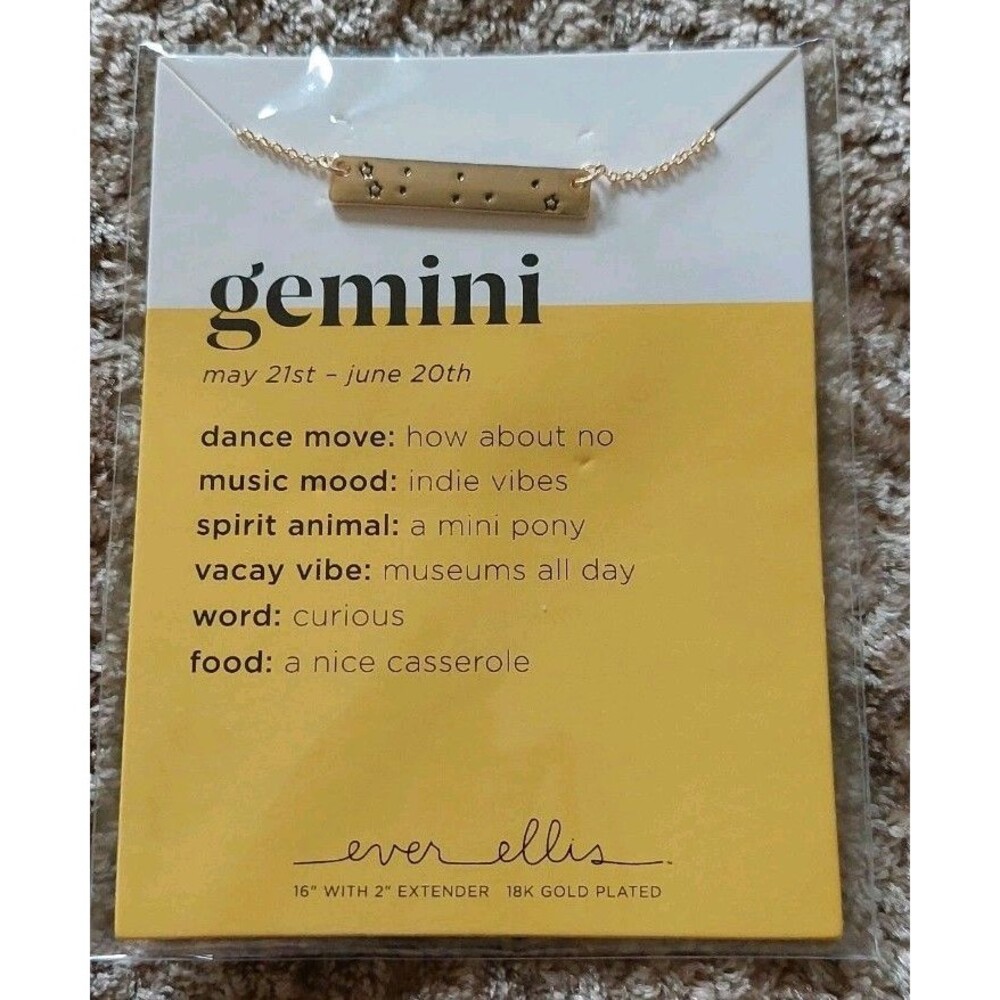 gemini
may 21st – june 20th
dance move: how about no
music mood: indie vibes
spirit animal: a mini pony
vacay vibe: museums all day
word: curious
food: a nice casserole
ever ellis
16" WITH 2" EXTENDER 18K GOLD PLATED